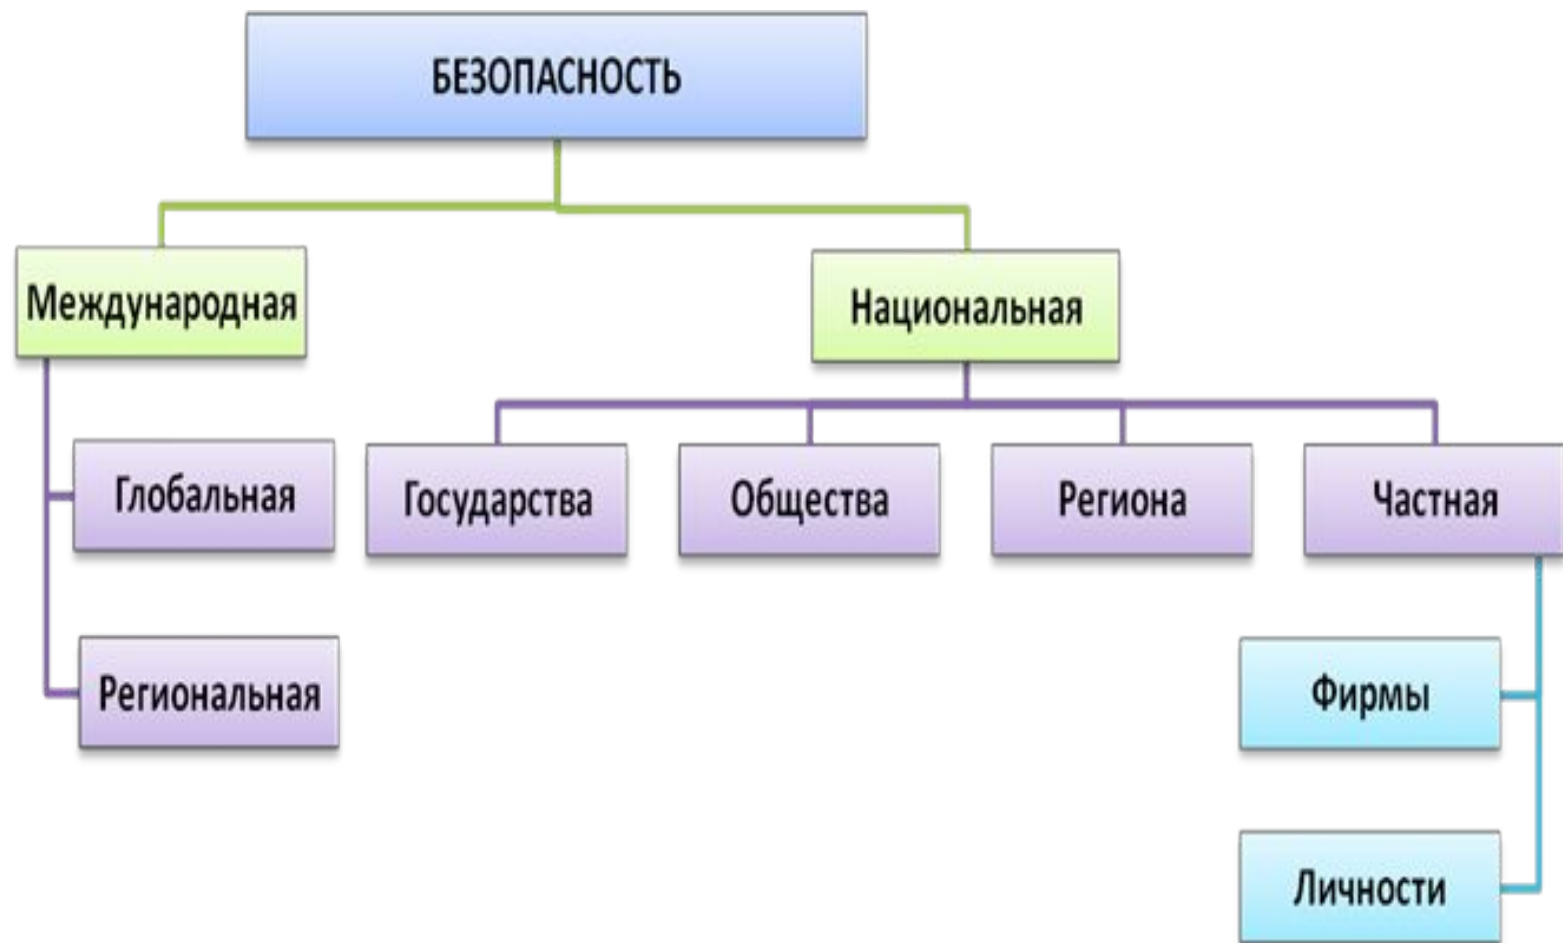 БЕЗОПАСНОСТЬ
Международная
Национальная
Глобальная
Государства
Общества
Региона
Частная
Региональная
Фирмы
Личности